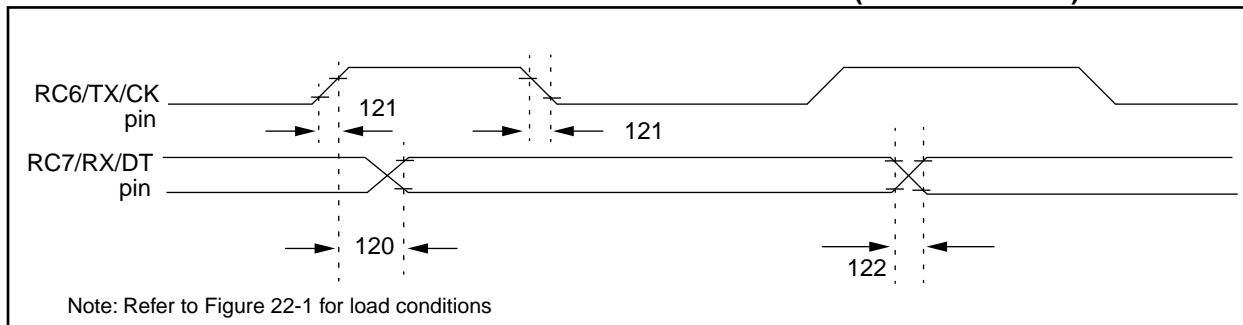 RC6/TX/CK
pin
121
121
RC7/RX/DT
pin
120
122
Note: Refer to Figure 22-1 for load conditions